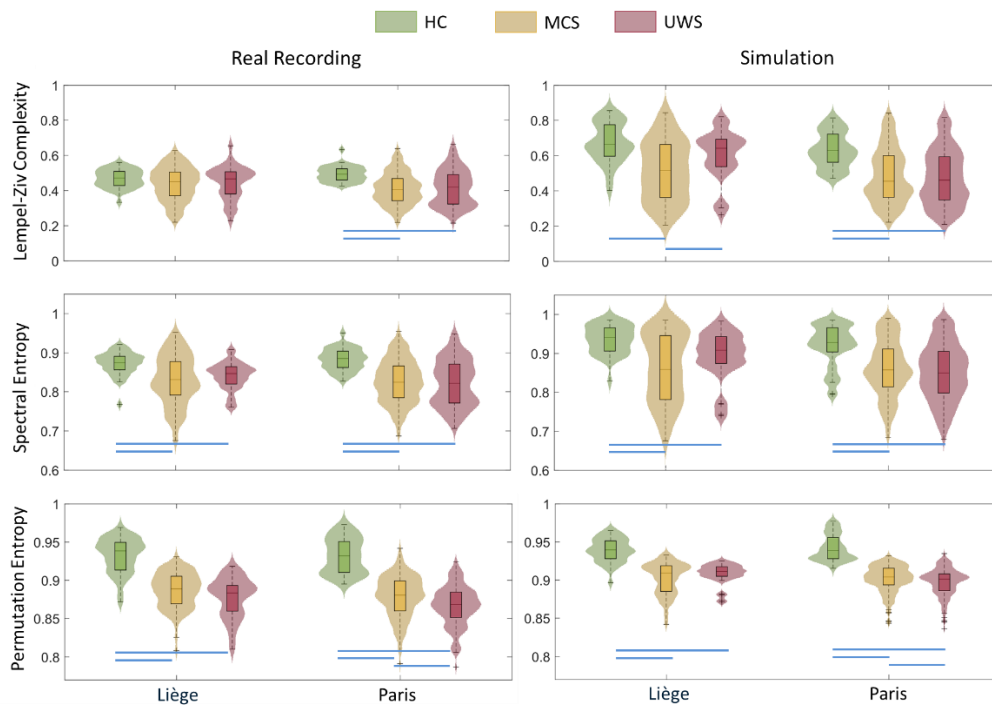 HC MCS UWS
Real Recording Simulation
Lempel-Ziv Complexity
1 0.8 0.6 0.4 0.2 0
1 0.8 0.6 0.4 0.2 0
Spectral Entropy
1 0.9 0.8 0.7 0.6
1 0.9 0.8 0.7 0.6
Permutation Entropy
1 0.95 0.9 0.85 0.8
1 0.95 0.9 0.85 0.8
Liège Paris Liège Paris